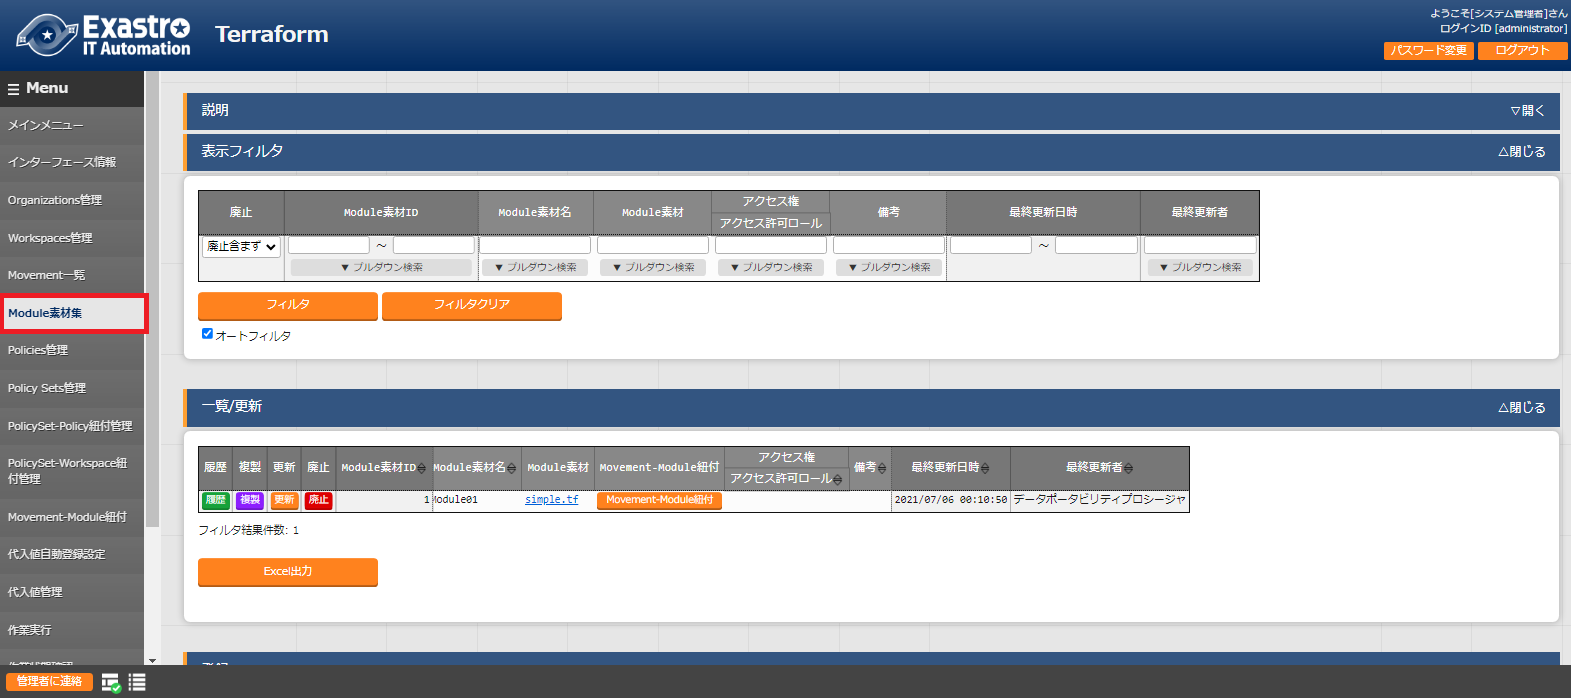 Exastro
IT Automation
Terraform
ようこそ[システム管理者]さん
ログインID [administrator]
パスワード変更
ログアウト
Menu
メインメニュー
インターフェース情報
Organizations管理
Workspaces管理
Movement一覧
Module素材集
Policies管理
Policy Sets管理
PolicySet-Policy紐付管理
PolicySet-Workspace紐
付管理
Movement-Module紐付
代入値自動登録設定
代入値管理
作業実行
説明
▽開く
表示フィルタ
△閉じる
廃止
Module素材ID
Module素材名
Module素材
アクセス権
アクセス許可ロール
備考
最終更新日時
最終更新者
廃止含まず
～
～
▼ プルダウン検索
▼ プルダウン検索
▼ プルダウン検索
▼ プルダウン検索
▼ プルダウン検索
▼ プルダウン検索
フィルタ
フィルタクリア
オートフィルタ
一覧/更新
△閉じる
履歴
複製
更新
廃止
Module素材ID
Module素材名
Module素材
Movement-Module紐付
アクセス権
アクセス許可ロール
備考
最終更新日時
最終更新者
履歴
複製
更新
廃止
1
Module01
simple.tf
Movement-Module紐付
2021/07/06 00:10:50
データポータビリティプロシージャ
フィルタ結果件数: 1
Excel出力
管理者に連絡